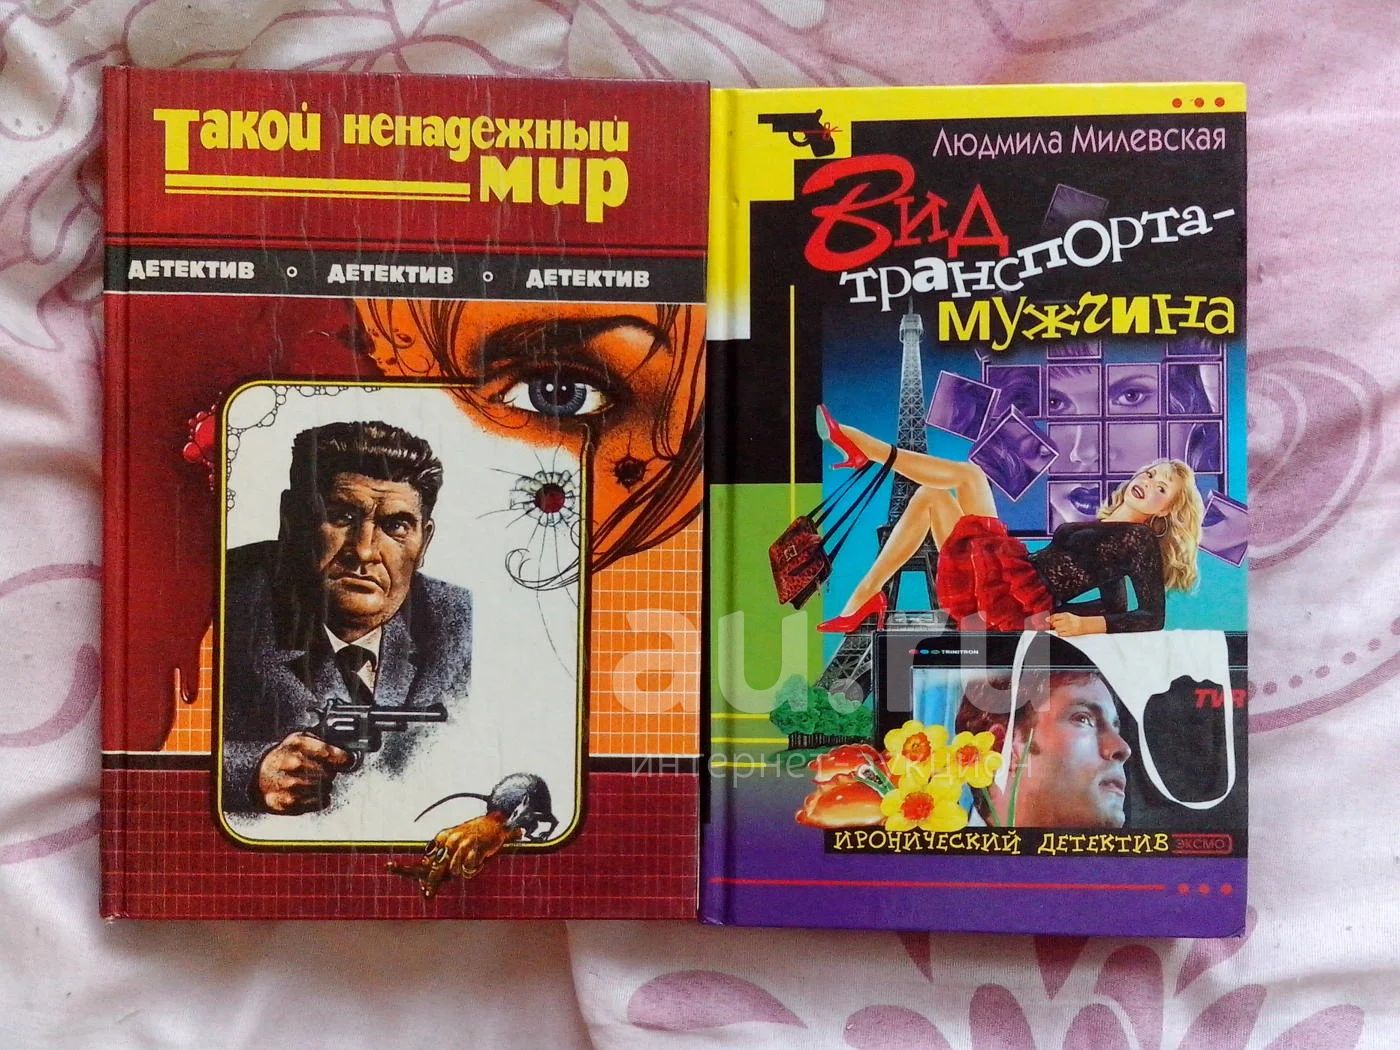 Такой ненадежный
мир
ДЕТЕКТИВ ○ ДЕТЕКТИВ ○ ДЕТЕКТИВ
Людмила Милевская
Вид
транспорта-
мужчина
TRINITRON
TVR
ИРОНИЧЕСКИЙ ДЕТЕКТИВ ЭКСМО
au.ru
интернет-аукцион